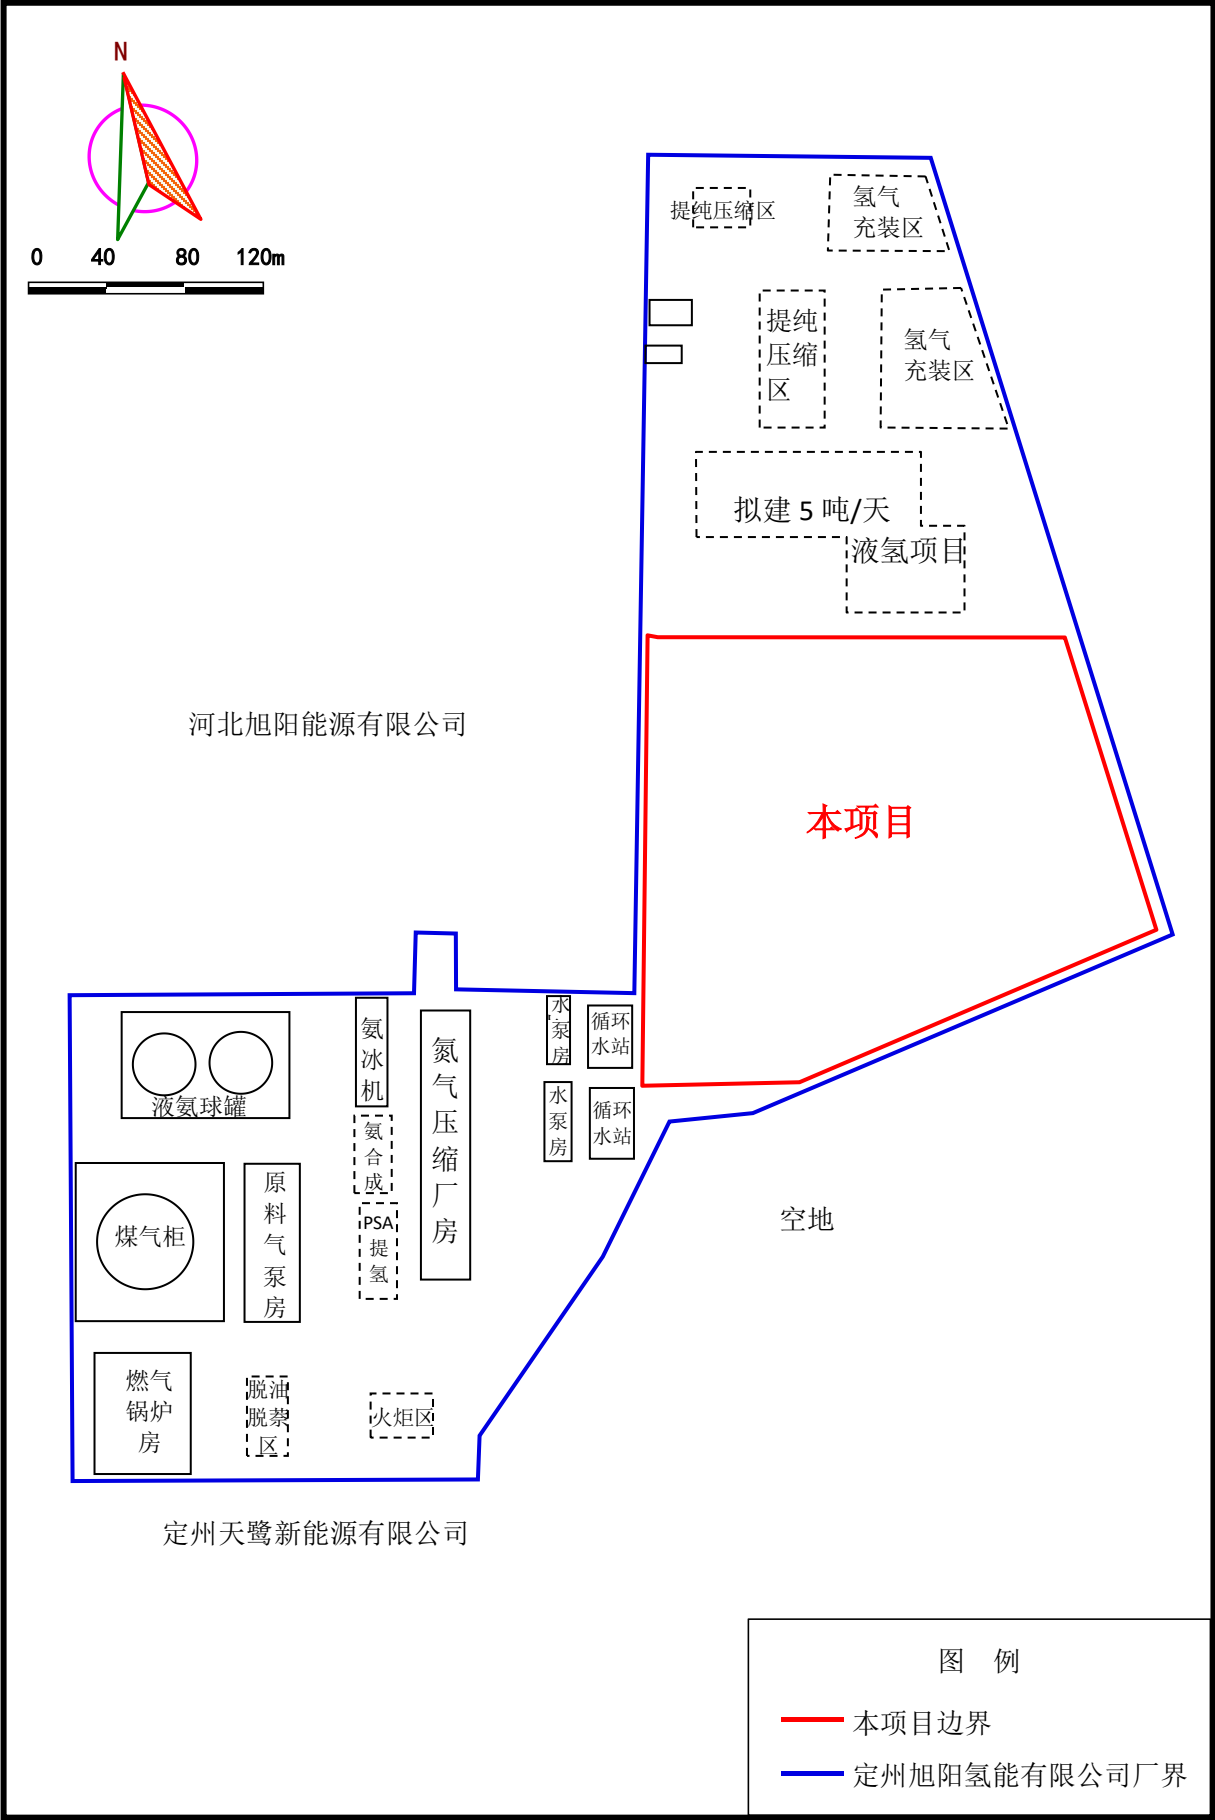 N
0 40 80 120m
提纯压缩区
氢气
充装区
提纯
压缩
区
氢气
充装区
拟建 5 吨/天
液氢项目
河北旭阳能源有限公司
本项目
水
泵
房
循环
水站
氨
冰
机
氮
气
压
缩
厂
房
液氨球罐
水
泵
房
循环
水站
氨
合
成
煤气柜
原
料
气
泵
房
PSA
提
氢
空地
燃气
锅炉
房
脱油
脱萘
区
火炬区
定州天鹭新能源有限公司
图 例
本项目边界
定州旭阳氢能有限公司厂界